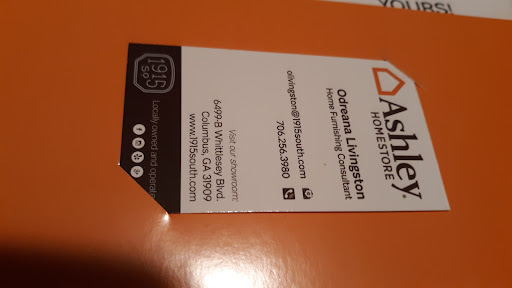 YOURS!
Ashley
HOMESTORE
Odreana Livingston
Home Furnishing Consultant
olivingston@1915south.com
706.256.3980
Visit our showroom:
6499-B Whittlesey Blvd.
Columbus, GA 31909
www.1915south.com
1915
SO
Locally owned and operate